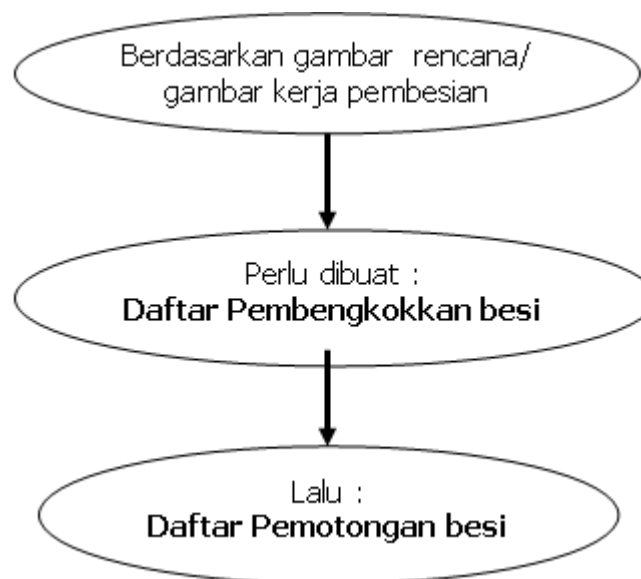 Berdasarkan gambar rencana/
gambar kerja pembesian
Perlu dibuat :
Daftar Pembengkokkan besi
Lalu :
Daftar Pemotongan besi